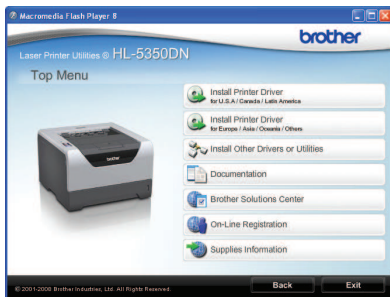 Macromedia Flash Player 8
brother
Laser Printer Utilities ® HL-5350DN
Top Menu
Install Printer Driver
for U.S.A / Canada / Latin America
Install Printer Driver
for Europe / Asia / Oceania / Others
Install Other Drivers or Utilities
Documentation
Brother Solutions Center
On-Line Registration
Supplies Information
brother
© 2001-2008 Brother Industries, Ltd. All Rights Reserved.
Back
Exit